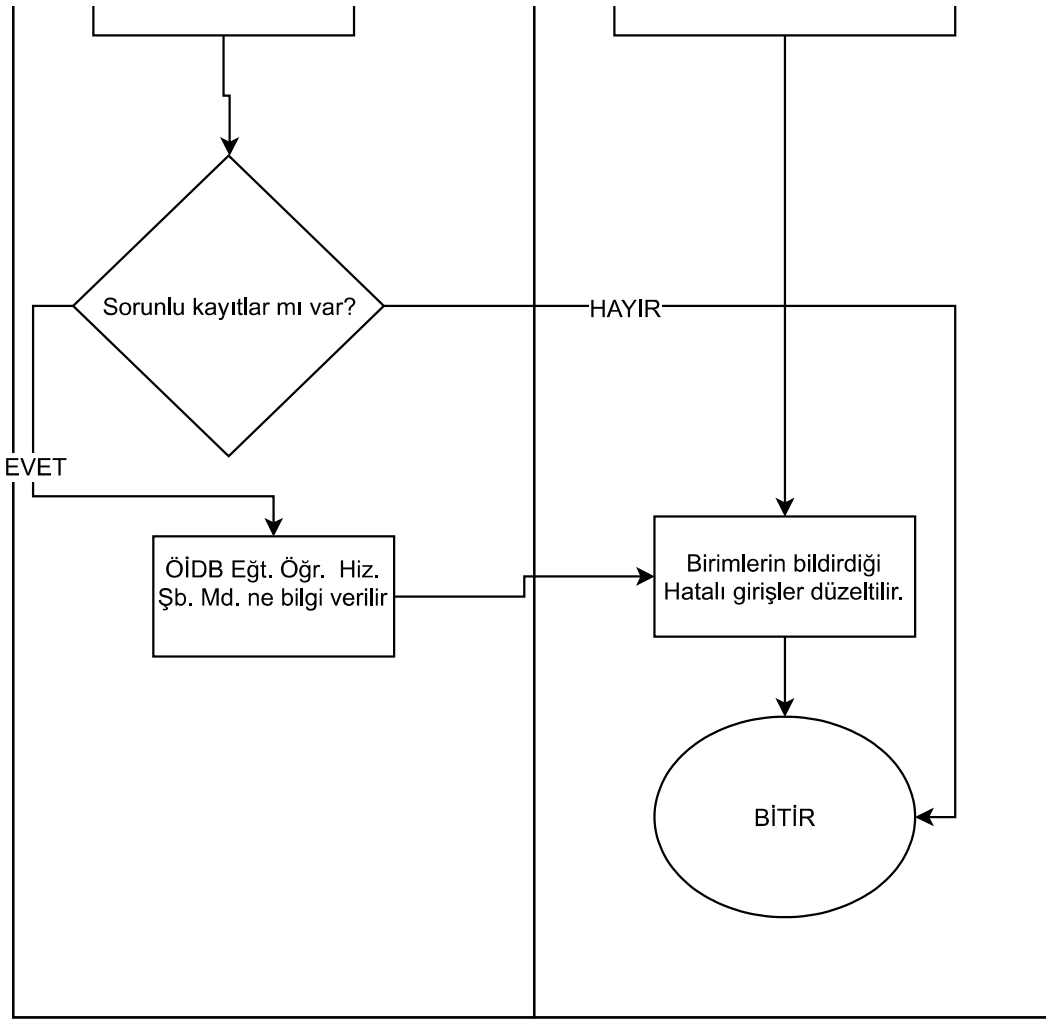 Sorunlu kayıtlar mı var?
HAYIR
EVET
ÖİDB Eğt. Öğr. Hiz.
Şb. Md. ne bilgi verilir
Birimlerin bildirdiği
Hatalı girişler düzeltilir.
BİTİR